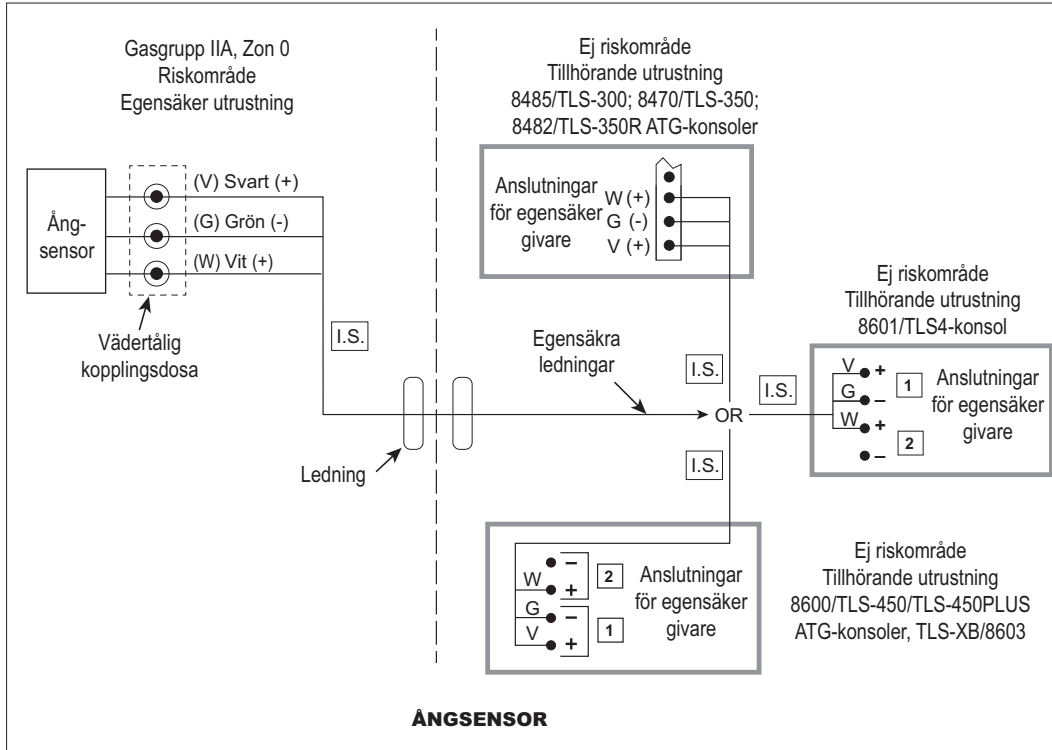 Gasgrupp IIA, Zon 0
Riskområde
Egensäker utrustning
Ång-
sensor
(V) Svart (+)
(G) Grön (-)
(W) Vit (+)
Vädertålig
kopplingsdosa
I.S.
Ledning
Ej riskområde
Tillhörande utrustning
8485/TLS-300; 8470/TLS-350;
8482/TLS-350R ATG-konsoler
Anslutningar
för egensäker
givare
W (+)
G (-)
V (+)
Egensäkra
ledningar
I.S.
OR
I.S.
I.S.
Ej riskområde
Tillhörande utrustning
8601/TLS4-konsol
V +
G –
W +
–
1
2
Anslutningar
för egensäker
givare
–
W +
G –
V +
2
1
Anslutningar
för egensäker
givare
Ej riskområde
Tillhörande utrustning
8600/TLS-450/TLS-450PLUS
ATG-konsoler, TLS-XB/8603
ÅNGSENSOR